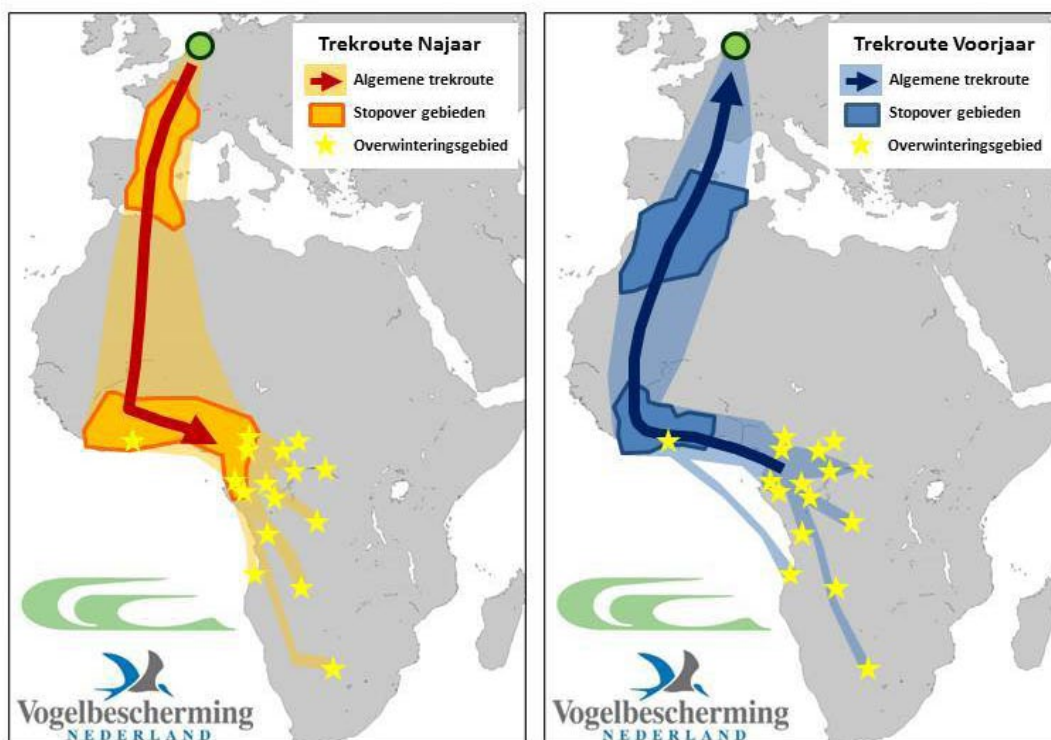 Trekroute Najaar
Algemene trekroute
Stopover gebieden
Overwinteringsgebied
Vogelbescherming
NEDERLAND
Trekroute Voorjaar
Algemene trekroute
Stopover gebieden
Overwinteringsgebied
Vogelbescherming
NEDERLAND